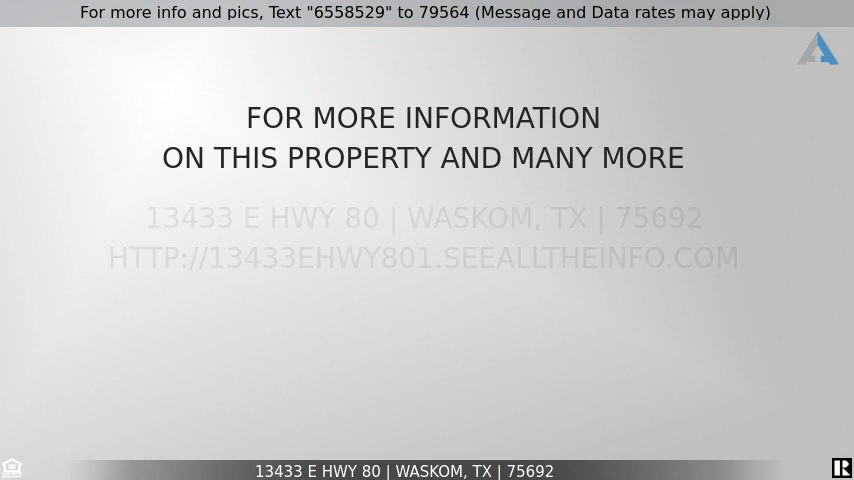 For more info and pics, Text "6558529" to 79564 (Message and Data rates may apply)
FOR MORE INFORMATION
ON THIS PROPERTY AND MANY MORE
13433 E HWY 80 | WASKOM, TX | 75692
HTTP://13433EHWY801.SEEALLTHEINFO.COM
13433 E HWY 80 | WASKOM, TX | 75692